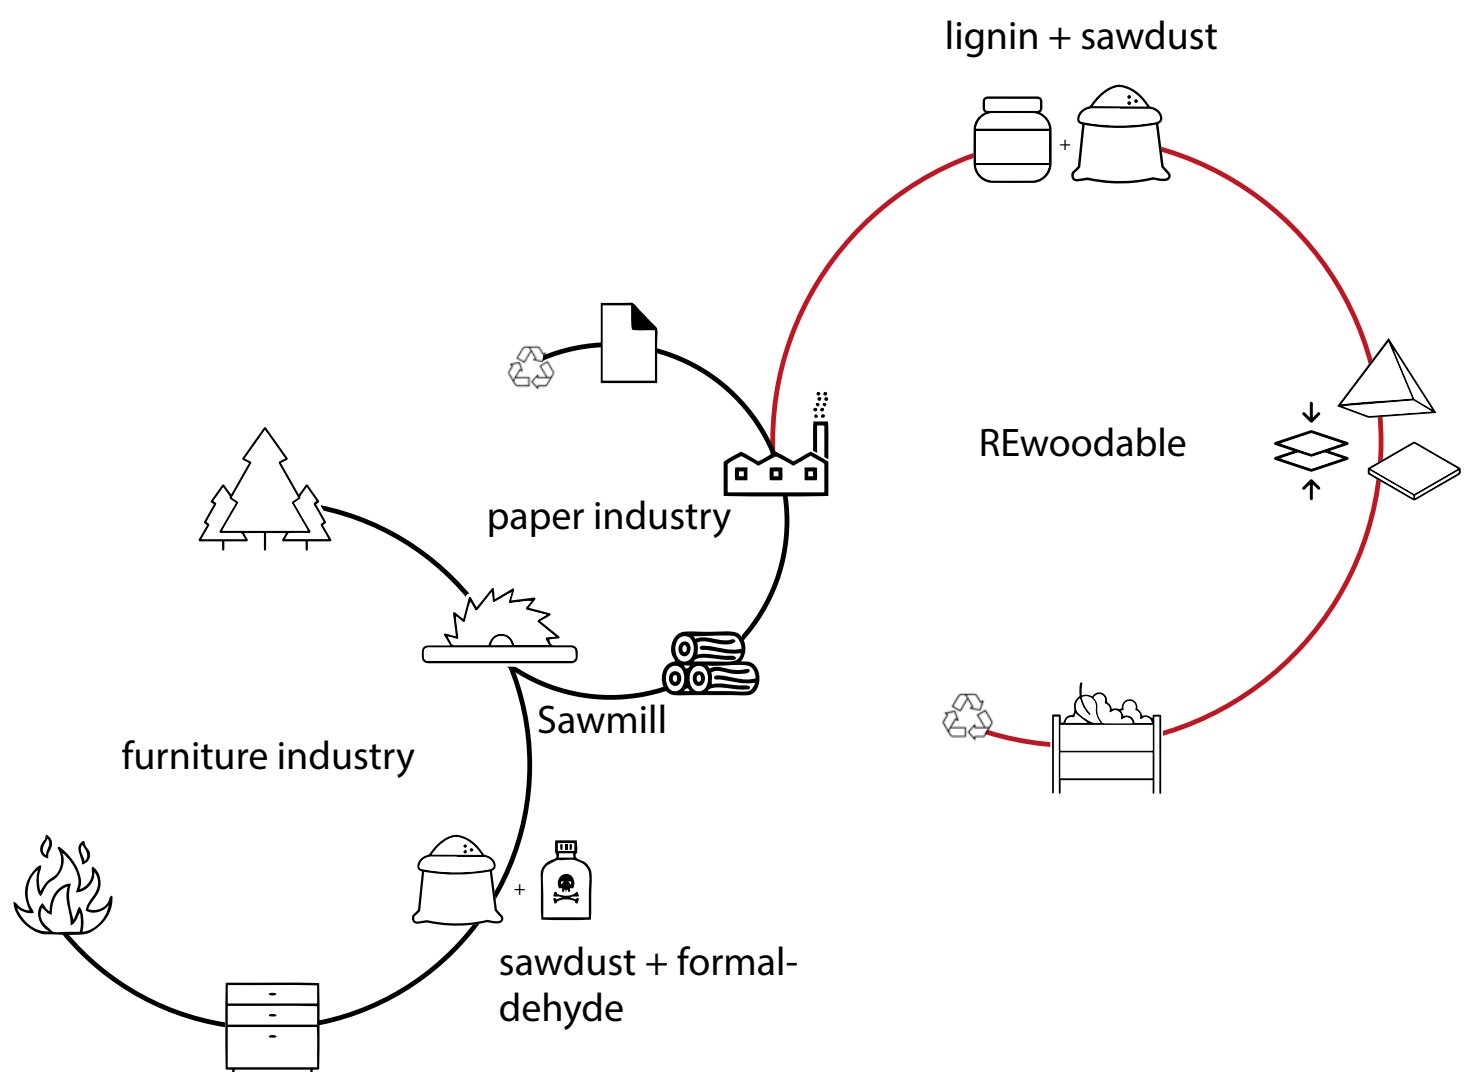 lignin + sawdust
+
REwoodable
paper industry
Sawmill
furniture industry
+
sawdust + formal-
dehyde